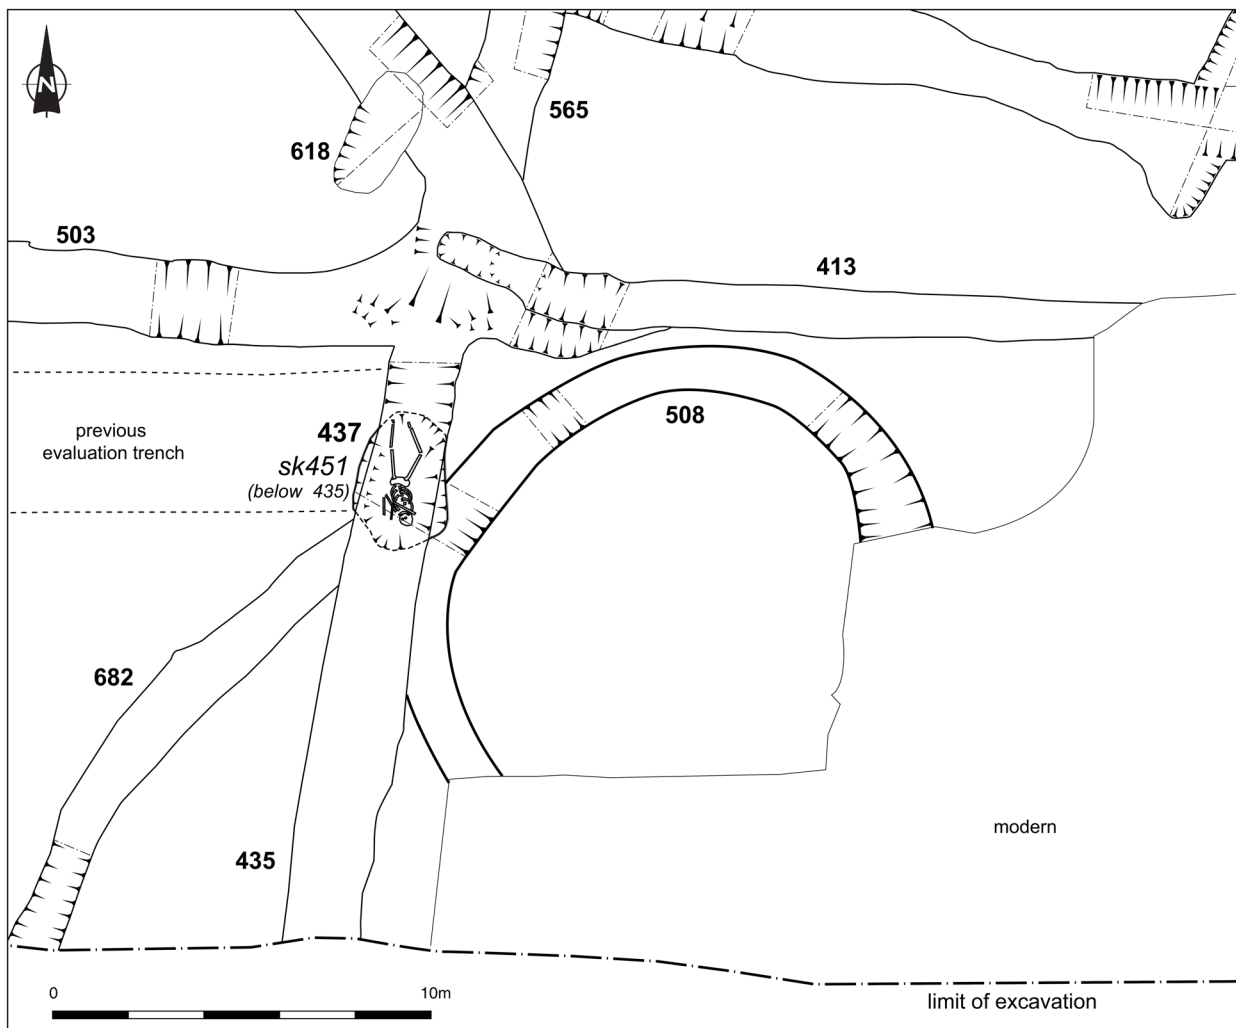 N
565
618
503
413
508
previous
evaluation trench
437
sk451
(below 435)
682
435
modern
0
10m
limit of excavation